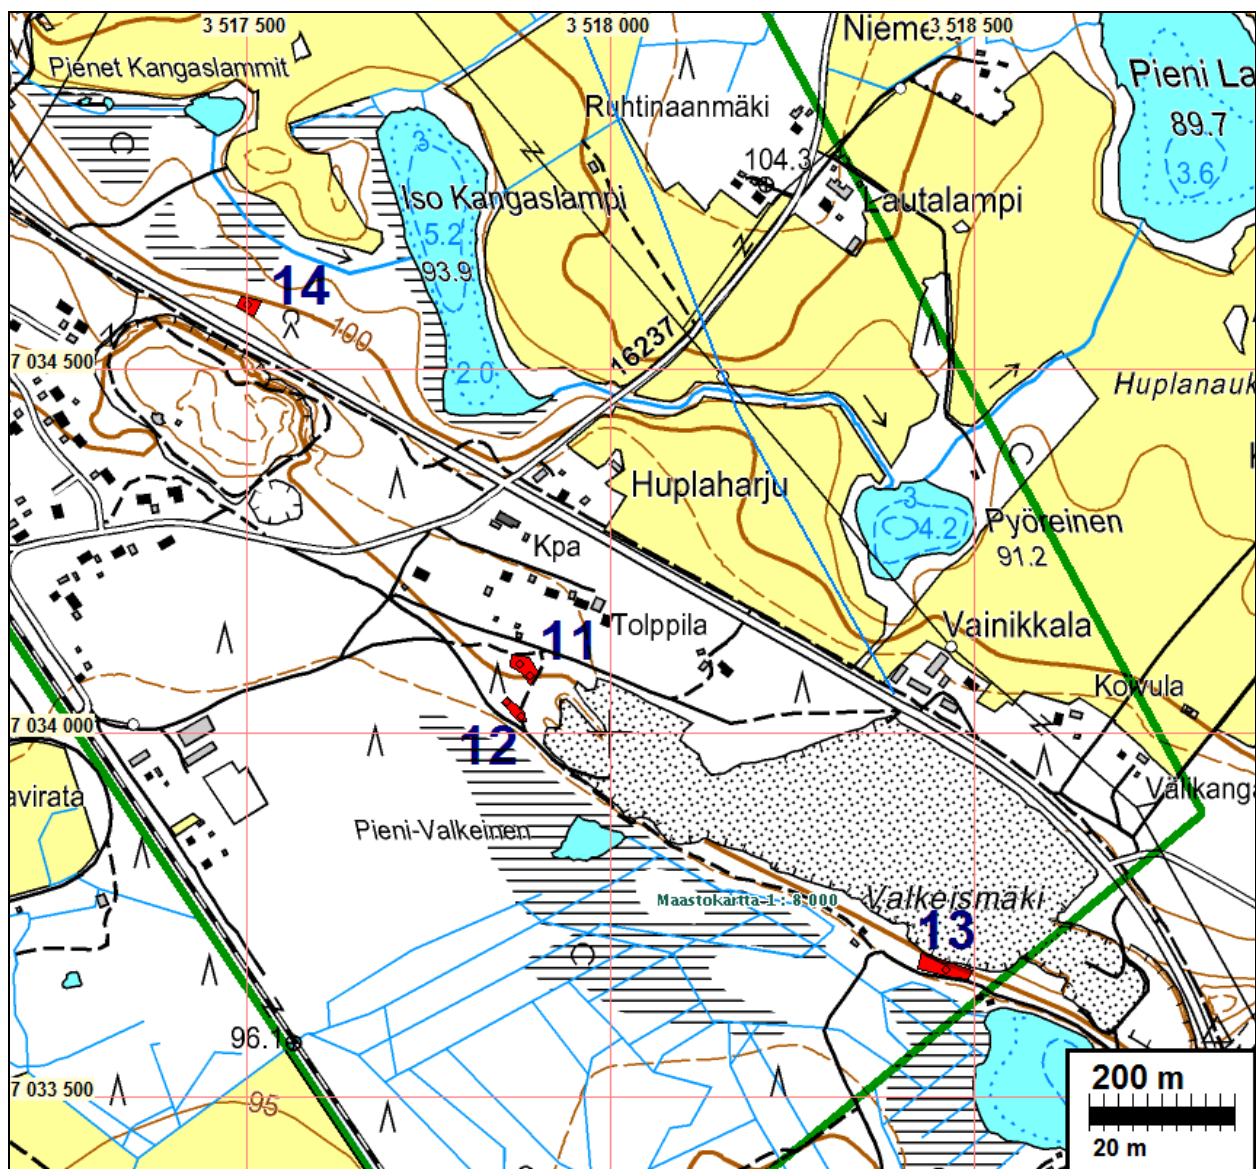 3 517 500
3 518 000
3 518 500
Niemelä
Pienet Kangaslammit
Pieni La
89.7
3.6
Ruhtinaanmäki
104.3
3
Iso Kangaslampi
5.2
93.9
Lautalampi
14
100
16237
7 034 500
2.0
Huplanauk
Huplaharju
3
4.2
Pyöreinen
91.2
Kpa
11
Tolppila
Vainikkala
Koivula
7 034 000
12
avirata
Välikanga
Pieni-Valkeinen
Maastokartta 1 : 8 000
Valkeismäki
13
96.1
7 033 500
95
200 m
20 m